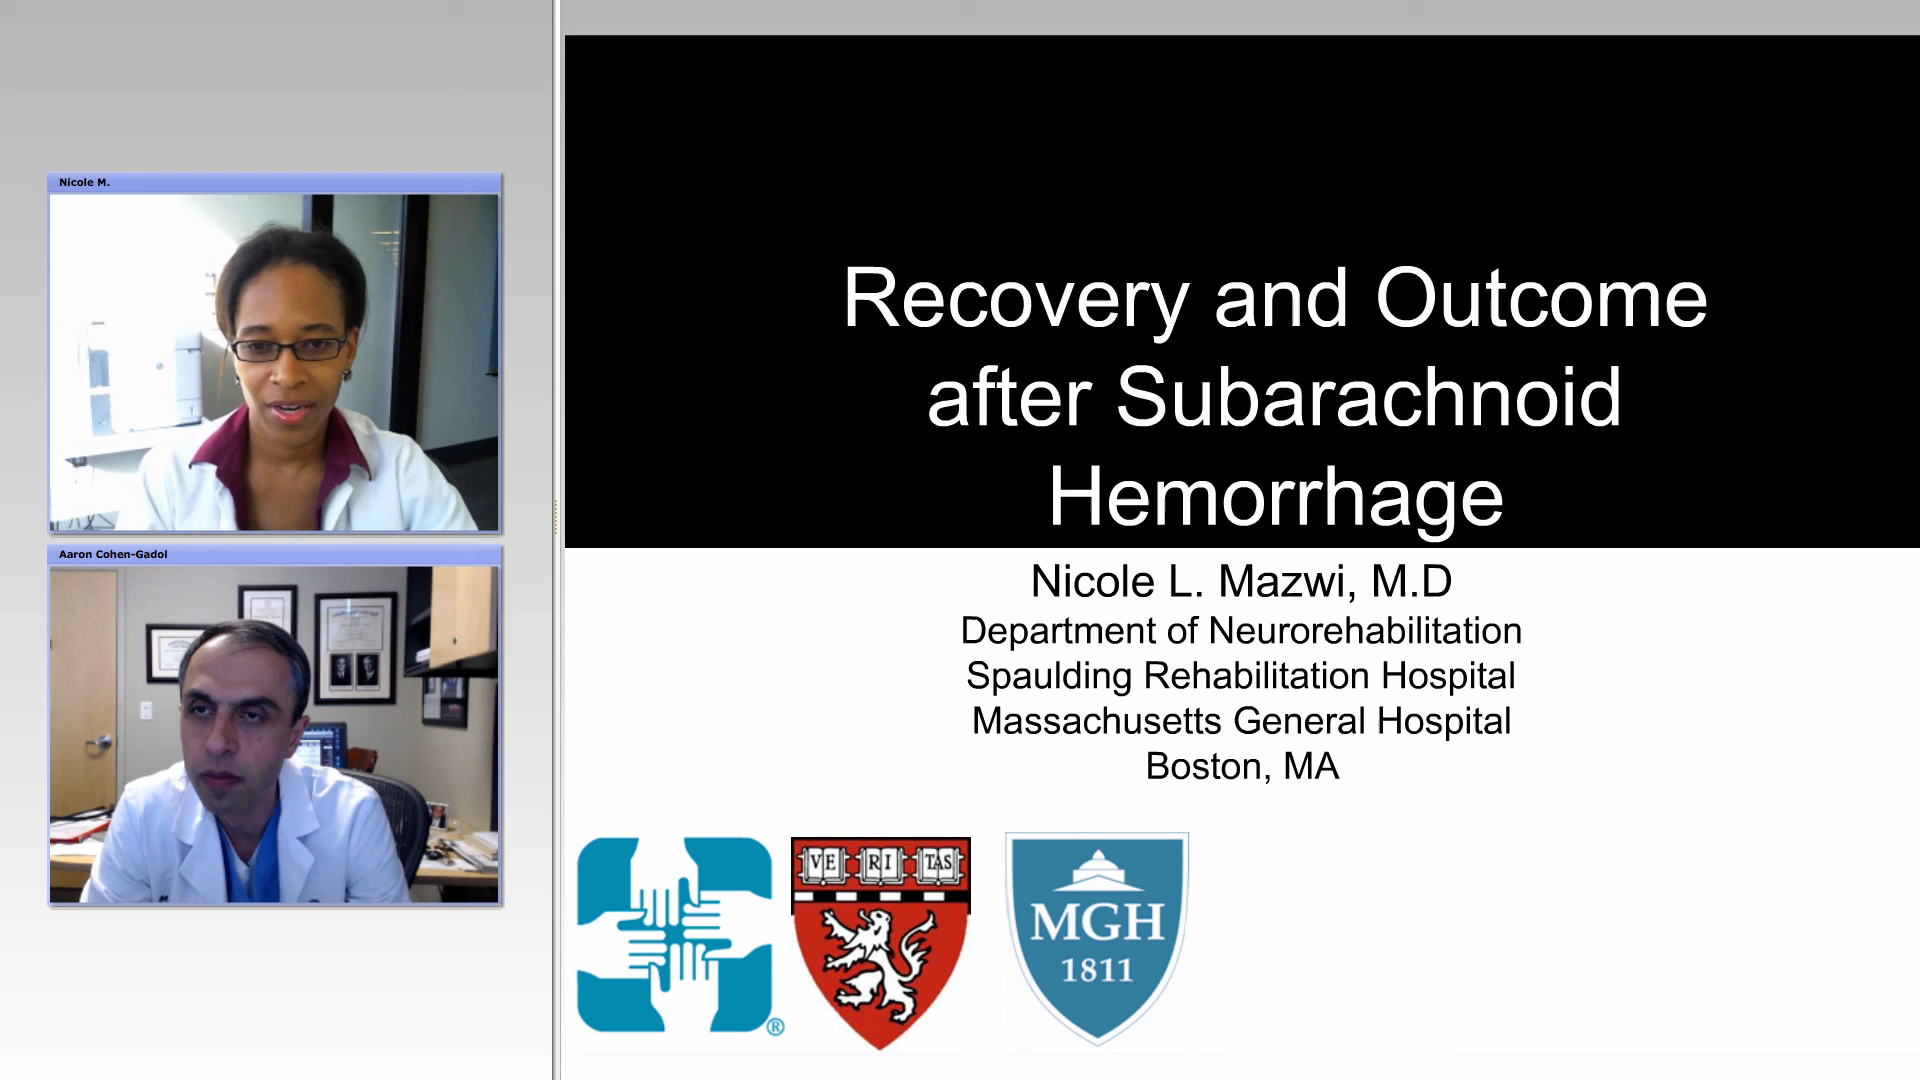 Nicole M.
Aaron Cohen-Gadol
Recovery and Outcome
after Subarachnoid
Hemorrhage
Nicole L. Mazwi, M.D
Department of Neurorehabilitation
Spaulding Rehabilitation Hospital
Massachusetts General Hospital
Boston, MA
®
VE RI TAS
MGH
1811